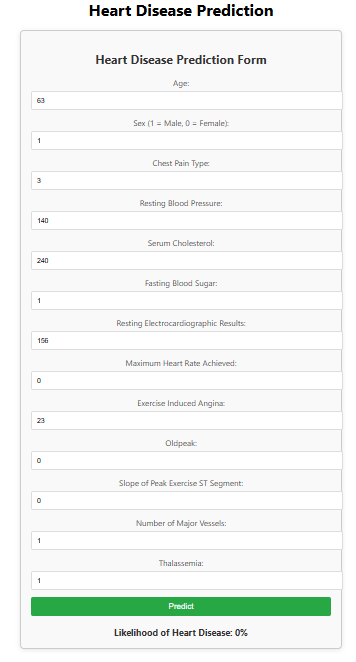 Heart Disease Prediction
Heart Disease Prediction Form
Age:
63
Sex (1 = Male, 0 = Female):
1
Chest Pain Type:
3
Resting Blood Pressure:
140
Serum Cholesterol:
240
Fasting Blood Sugar:
1
Resting Electrocardiographic Results:
156
Maximum Heart Rate Achieved:
0
Exercise Induced Angina:
23
Oldpeak:
0
Slope of Peak Exercise ST Segment:
0
Number of Major Vessels:
1
Thalassemia:
1
Predict
Likelihood of Heart Disease: 0%